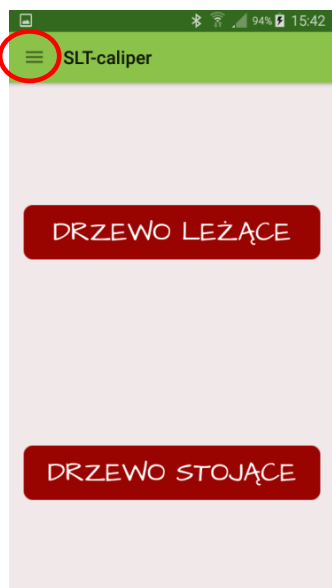 94% 15:42
SLT-caliper
DRZEWO LEŻĄCE
DRZEWO STOJĄCE